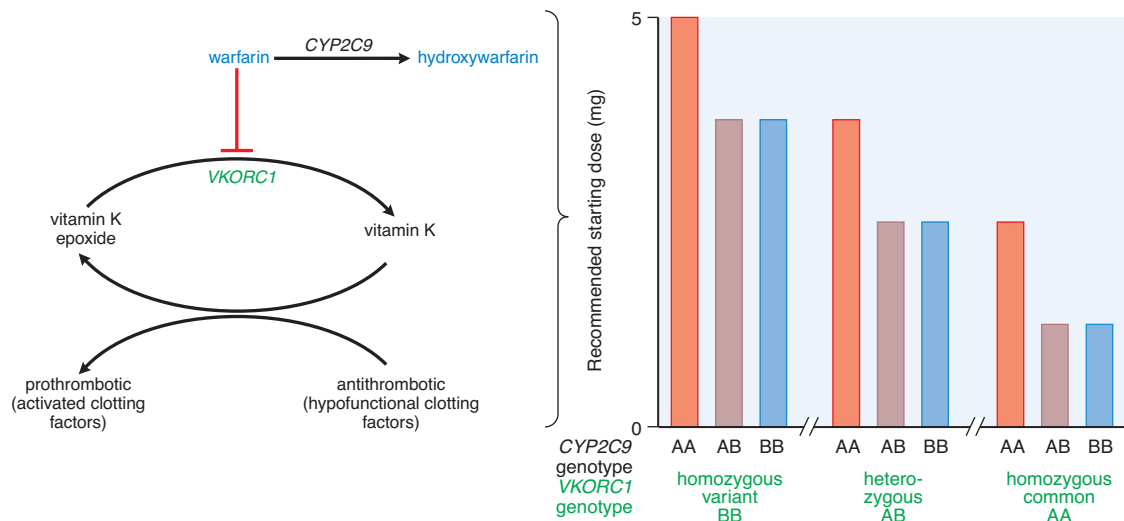 CYP2C9
warfarin
hydroxywarfarin
VKORC1
vitamin K
epoxide
vitamin K
prothrombotic
(activated clotting
factors)
antithrombotic
(hypofunctional clotting
factors)
Recommended starting dose (mg)
5
0
CYP2C9
genotype
VKORC1
genotype
AA AB BB
homozygous
variant
BB
AA AB BB
hetero-
zygous
AB
AA AB BB
homozygous
common
AA